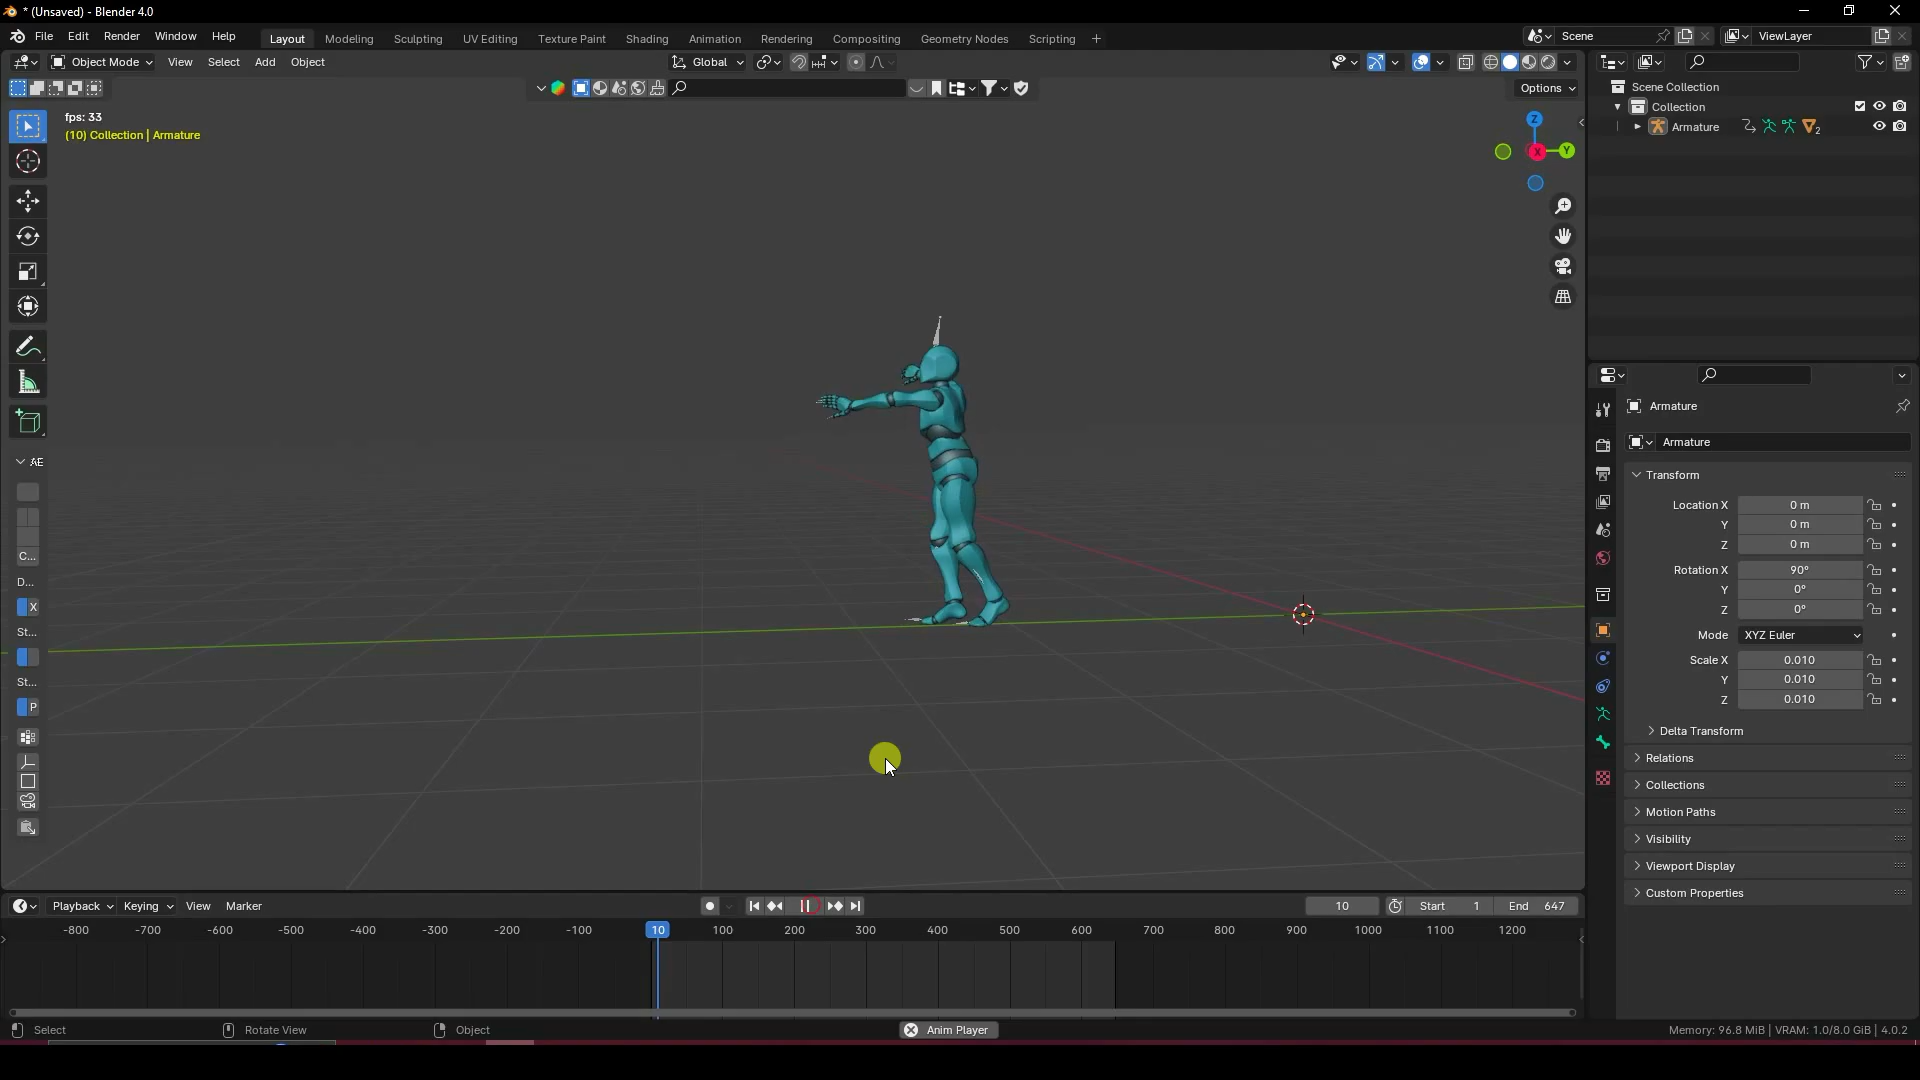 * (Unsaved) - Blender 4.0
File Edit Render Window Help
Layout Modeling Sculpting UV Editing Texture Paint Shading Animation Rendering Compositing Geometry Nodes Scripting +
Scene
ViewLayer
Object Mode View Select Add Object
Global
Options
fps: 33
(10) Collection | Armature
Z
Y
X
AE
C...
D...
X
St...
St...
P
Scene Collection
Collection
Armature
2
Armature
Armature
Transform
Location X 0 m
Y 0 m
Z 0 m
Rotation X 90°
Y 0°
Z 0°
Mode XYZ Euler
Scale X 0.010
Y 0.010
Z 0.010
Delta Transform
Relations
Collections
Motion Paths
Visibility
Viewport Display
Custom Properties
Playback Keying View Marker
10 Start 1 End 647
-800 -700 -600 -500 -400 -300 -200 -100 10 100 200 300 400 500 600 700 800 900 1000 1100 1200
Select Rotate View Object Anim Player Memory: 96.8 MiB | VRAM: 1.0/8.0 GiB | 4.0.2